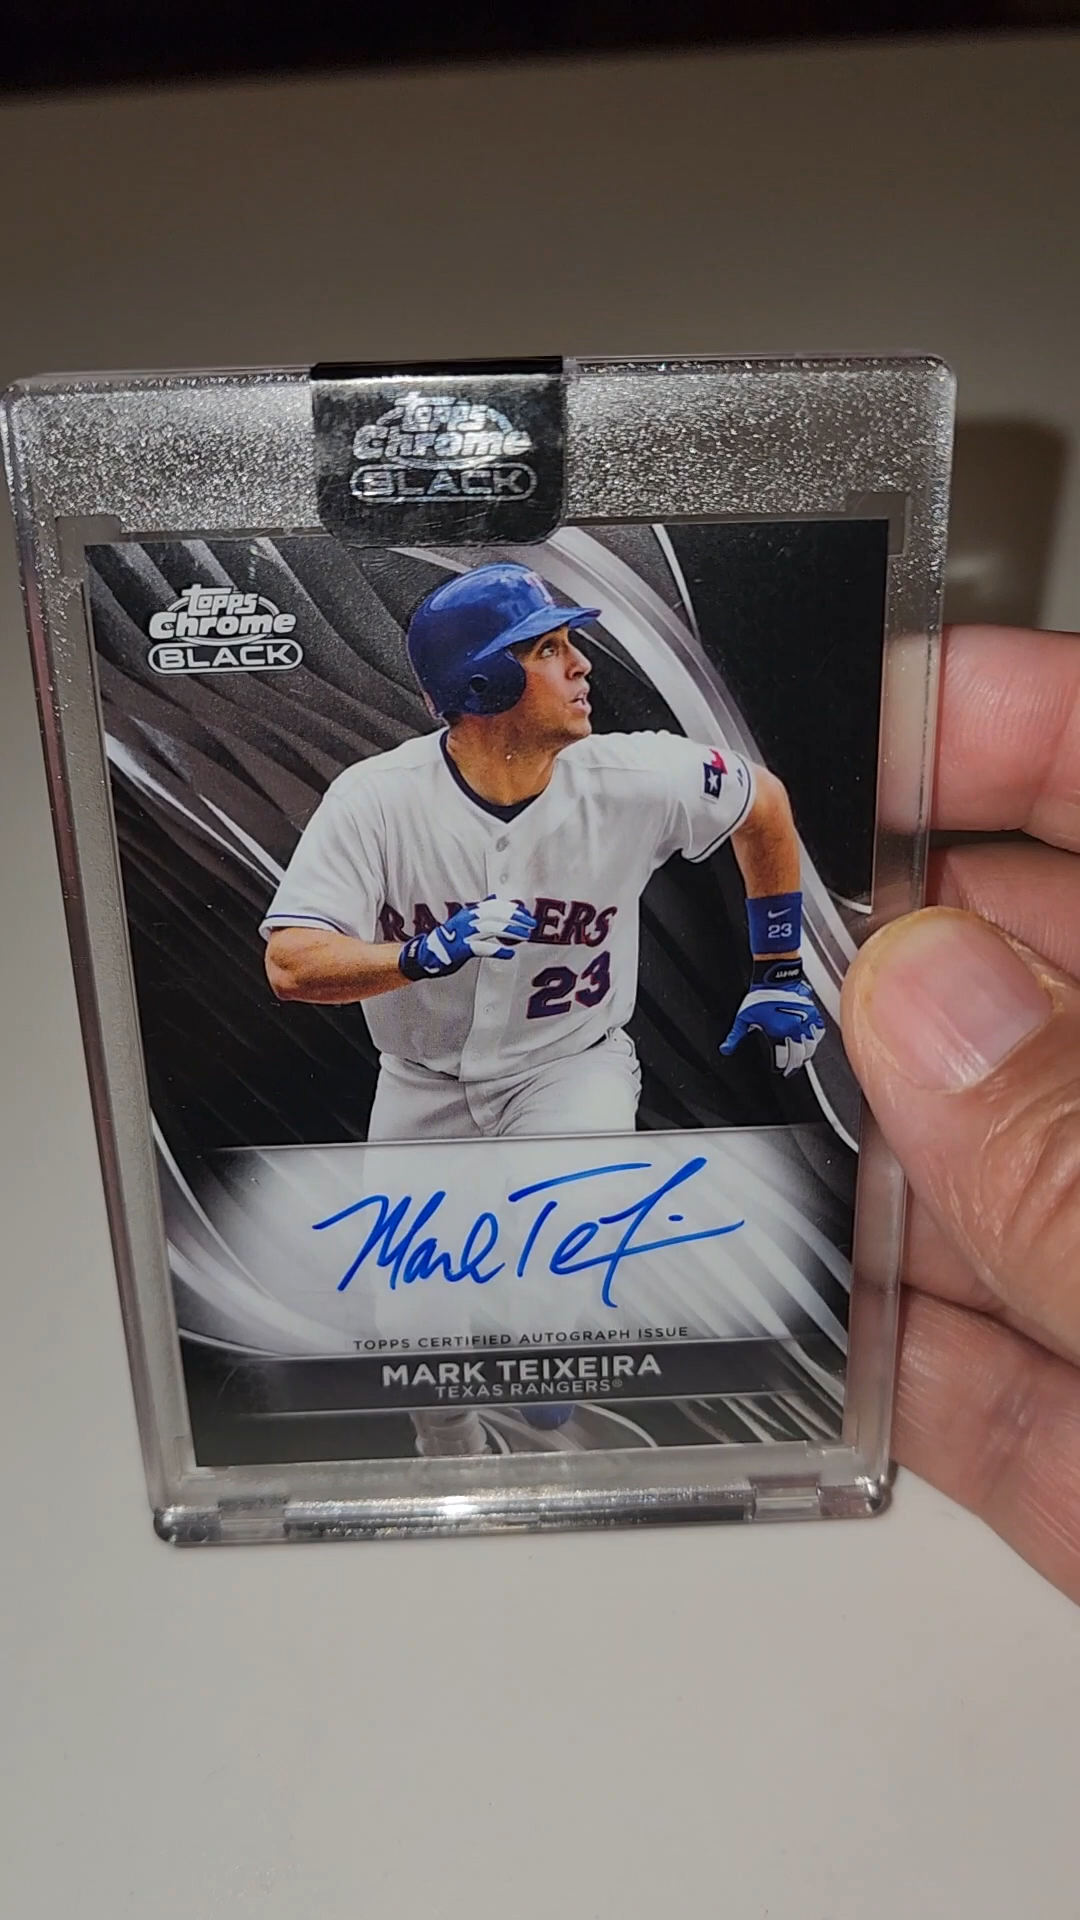 Topps
Chrome
BLACK
Topps
Chrome
BLACK
23
RANGERS
23
Mark Tei
TOPPS CERTIFIED AUTOGRAPH ISSUE
MARK TEIXEIRA
TEXAS RANGERS®